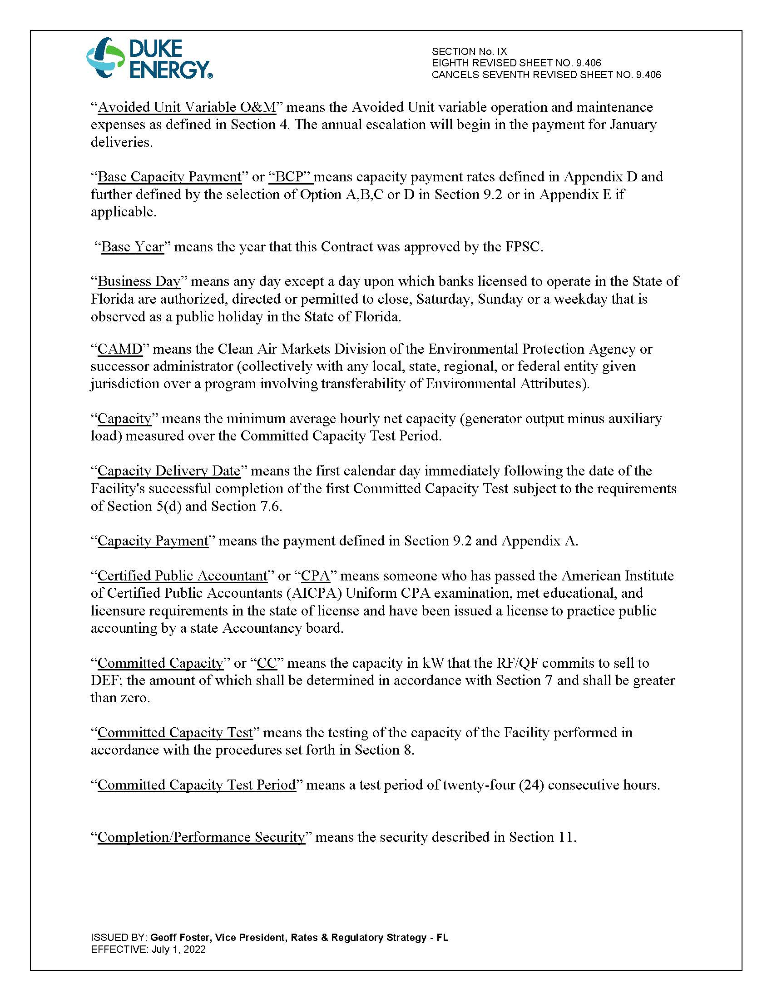 DUKE
ENERGY®
SECTION No. IX
EIGHTH REVISED SHEET NO. 9.406
CANCELS SEVENTH REVISED SHEET NO. 9.406
“Avoided Unit Variable O&M” means the Avoided Unit variable operation and maintenance
expenses as defined in Section 4. The annual escalation will begin in the payment for January
deliveries.
“Base Capacity Payment” or “BCP” means capacity payment rates defined in Appendix D and
further defined by the selection of Option A,B,C or D in Section 9.2 or in Appendix E if
applicable.
“Base Year” means the year that this Contract was approved by the FPSC.
“Business Day” means any day except a day upon which banks licensed to operate in the State of
Florida are authorized, directed or permitted to close, Saturday, Sunday or a weekday that is
observed as a public holiday in the State of Florida.
“CAMD” means the Clean Air Markets Division of the Environmental Protection Agency or
successor administrator (collectively with any local, state, regional, or federal entity given
jurisdiction over a program involving transferability of Environmental Attributes).
“Capacity” means the minimum average hourly net capacity (generator output minus auxiliary
load) measured over the Committed Capacity Test Period.
“Capacity Delivery Date” means the first calendar day immediately following the date of the
Facility's successful completion of the first Committed Capacity Test subject to the requirements
of Section 5(d) and Section 7.6.
“Capacity Payment” means the payment defined in Section 9.2 and Appendix A.
“Certified Public Accountant” or “CPA” means someone who has passed the American Institute
of Certified Public Accountants (AICPA) Uniform CPA examination, met educational, and
licensure requirements in the state of license and have been issued a license to practice public
accounting by a state Accountancy board.
“Committed Capacity” or “CC” means the capacity in kW that the RF/QF commits to sell to
DEF; the amount of which shall be determined in accordance with Section 7 and shall be greater
than zero.
“Committed Capacity Test” means the testing of the capacity of the Facility performed in
accordance with the procedures set forth in Section 8.
“Committed Capacity Test Period” means a test period of twenty-four (24) consecutive hours.
“Completion/Performance Security” means the security described in Section 11.
ISSUED BY: Geoff Foster, Vice President, Rates & Regulatory Strategy - FL
EFFECTIVE: July 1, 2022